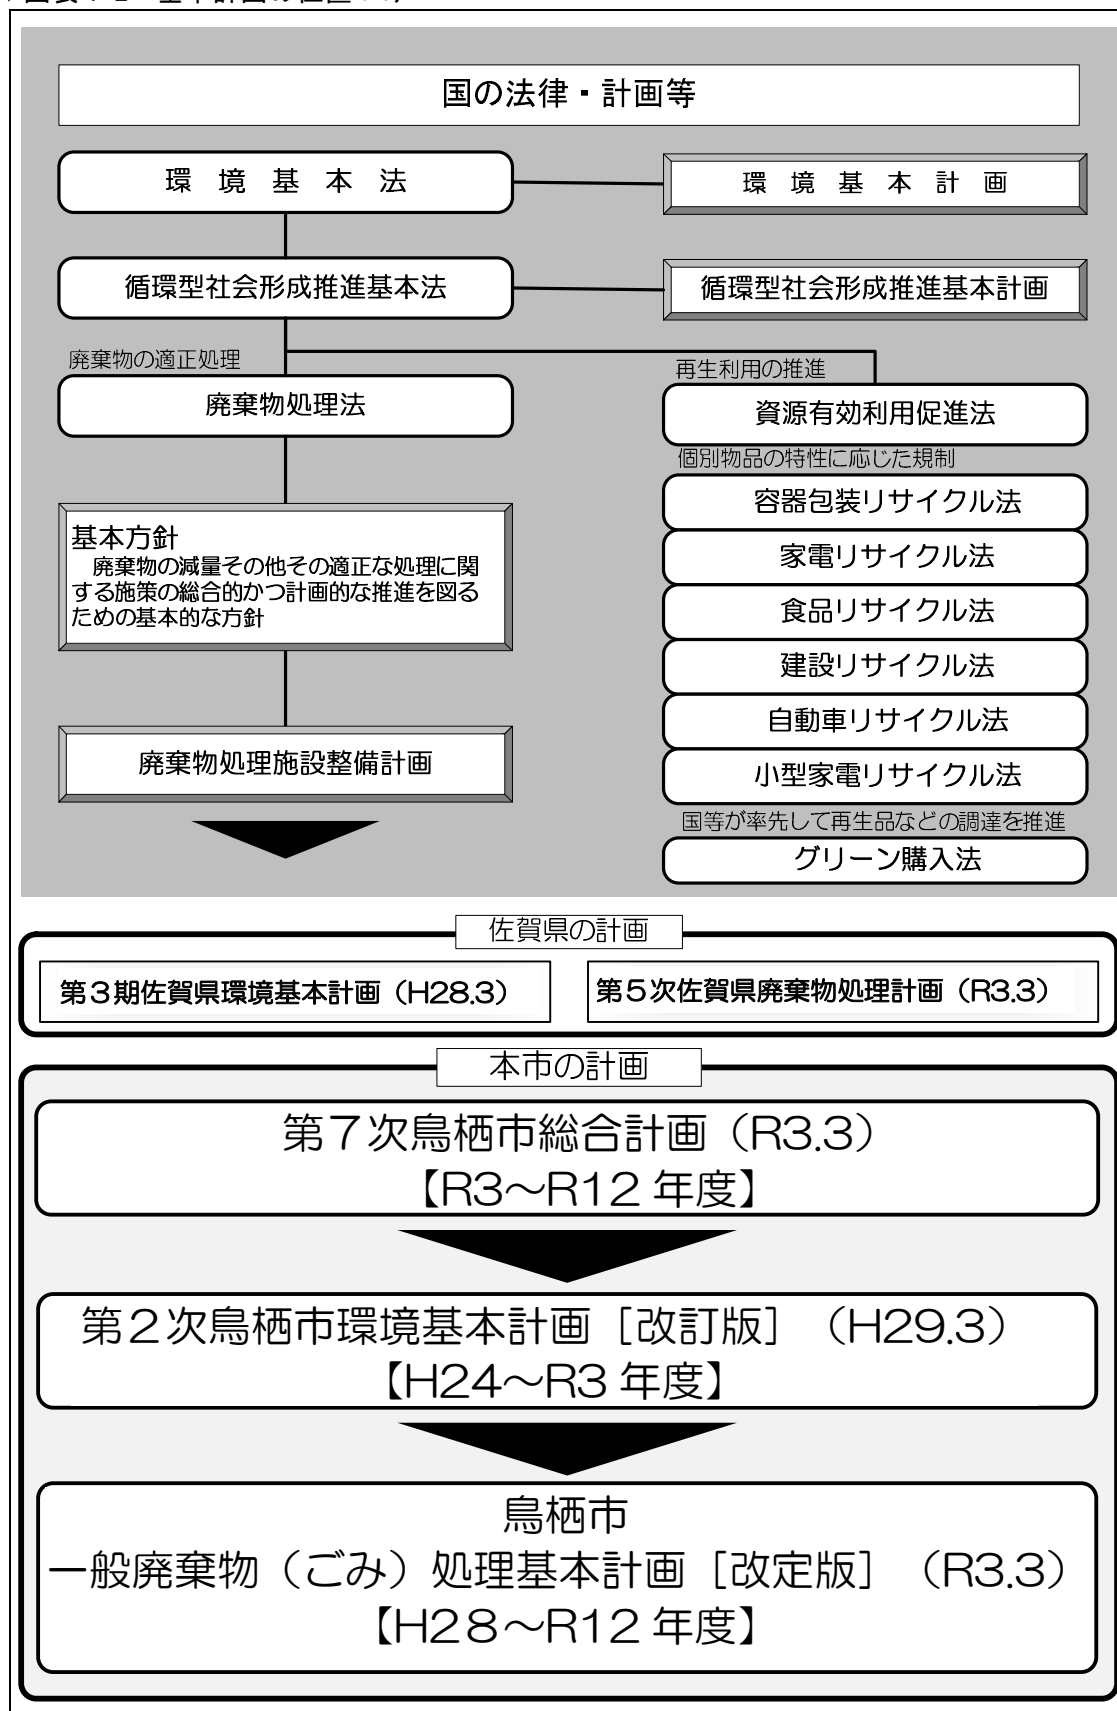 国の法律・計画等
環境基本法
環境基本計画
循環型社会形成推進基本法
循環型社会形成推進基本計画
廃棄物の適正処理
廃棄物処理法
基本方針
廃棄物の減量その他その適正な処理に関
する施策の総合的かつ計画的な推進を図る
ための基本的な方針
廃棄物処理施設整備計画
再生利用の推進
資源有効利用促進法
個別物品の特性に応じた規制
容器包装リサイクル法
家電リサイクル法
食品リサイクル法
建設リサイクル法
自動車リサイクル法
小型家電リサイクル法
国等が率先して再生品などの調達を推進
グリーン購入法
佐賀県の計画
第3期佐賀県環境基本計画（H28.3）
第5次佐賀県廃棄物処理計画（R3.3）
本市の計画
第7次鳥栖市総合計画（R3.3）
【R3～R12年度】
第2次鳥栖市環境基本計画［改訂版］（H29.3）
【H24～R3年度】
鳥栖市
一般廃棄物（ごみ）処理基本計画［改定版］（R3.3）
【H28～R12年度】